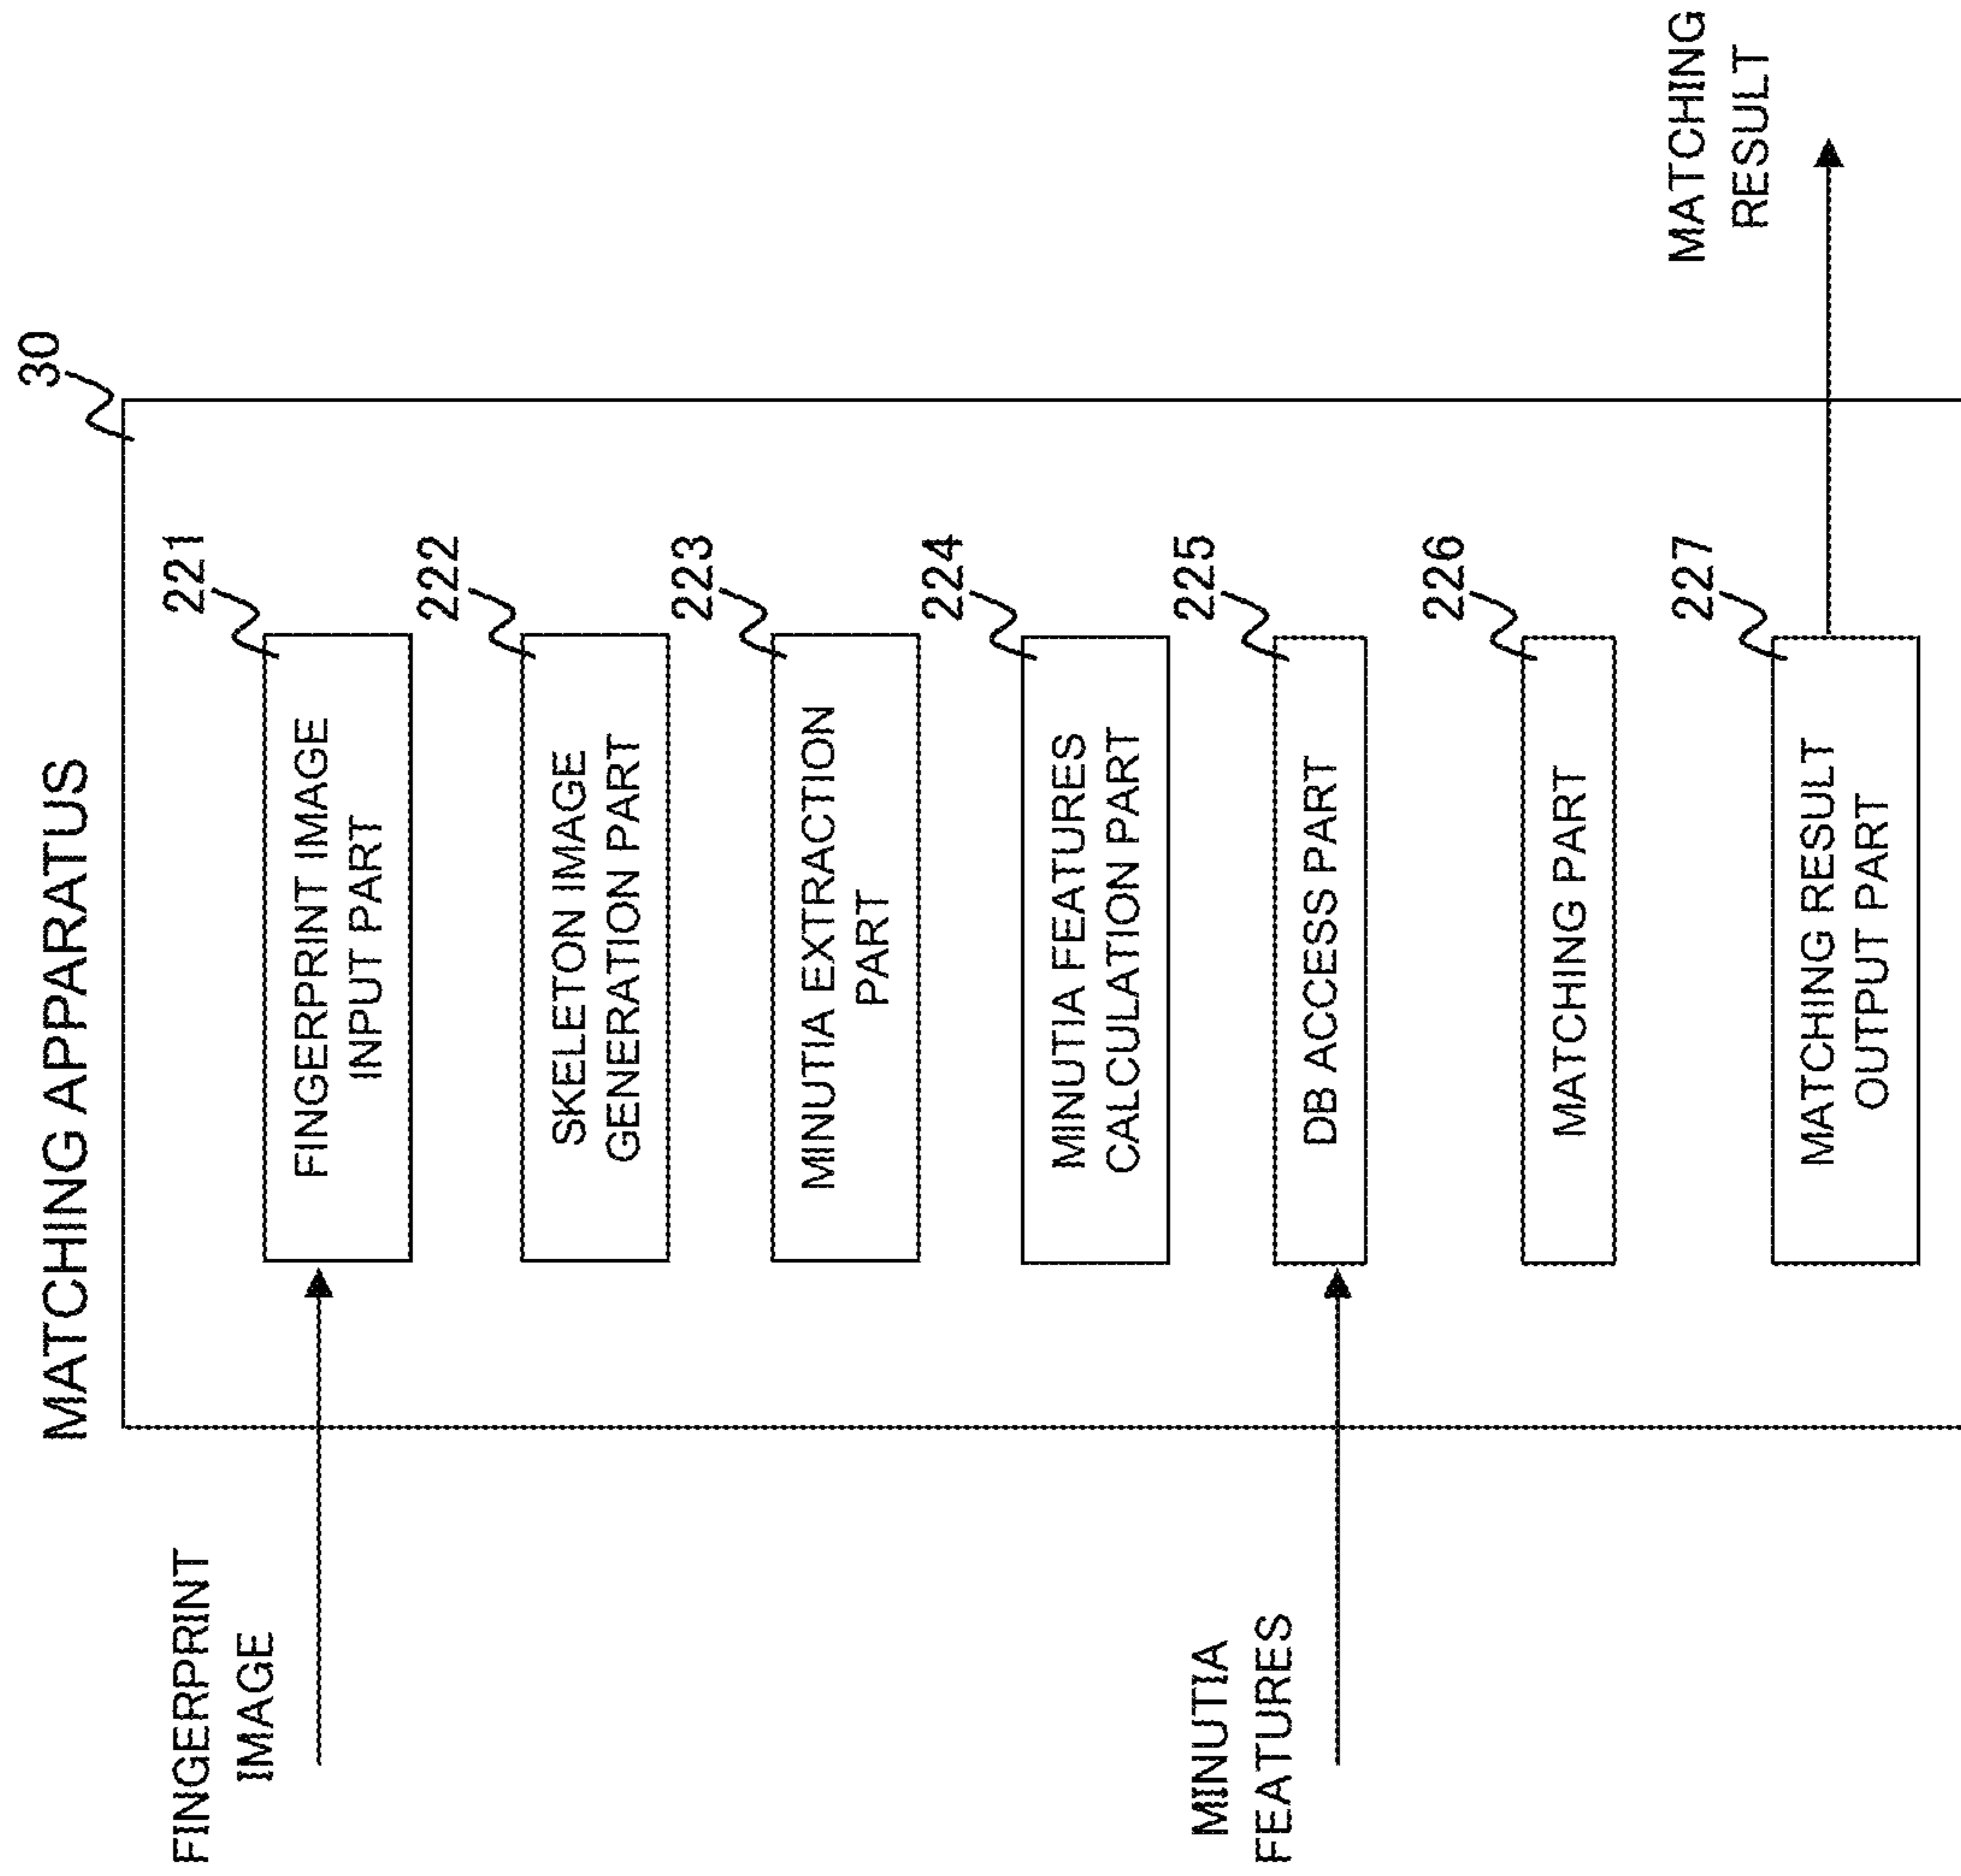 MATCHING APPARATUS
30
FINGERPRINT
IMAGE
221
FINGERPRINT IMAGE
INPUT PART
222
SKELETON IMAGE
GENERATION PART
223
MINUTIA EXTRACTION
PART
224
MINUTIA FEATURES
CALCULATION PART
MINUTIA
FEATURES
225
DB ACCESS PART
226
MATCHING PART
227
MATCHING RESULT
OUTPUT PART
MATCHING
RESULT